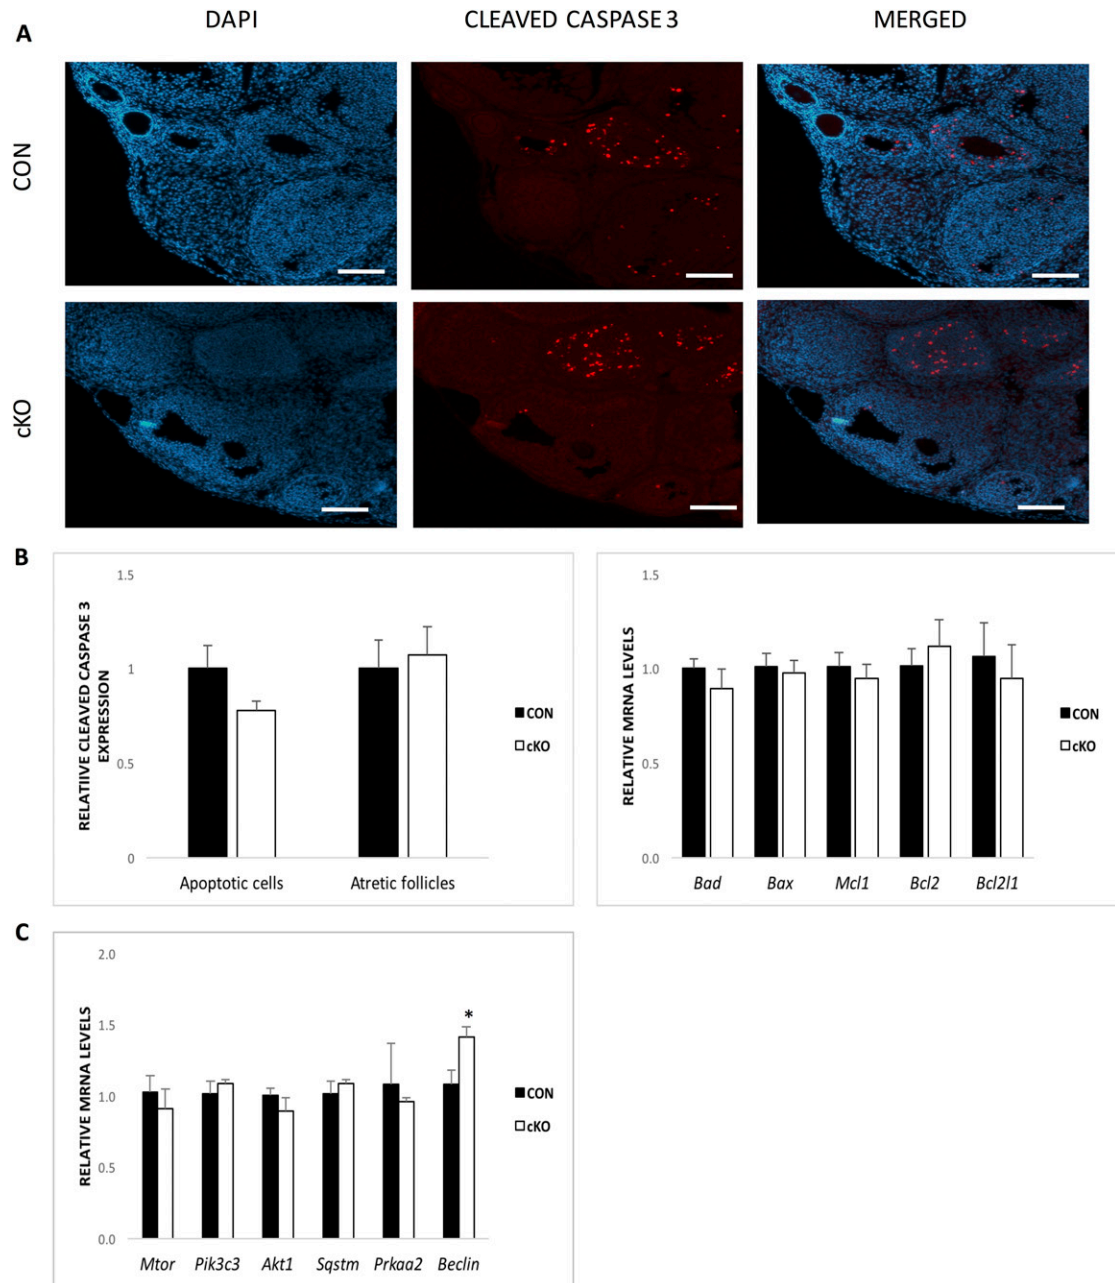 A
DAPI
CLEAVED CASPASE 3
MERGED
CON
cKO
B
RELATIIVE CLEAVED CASPASE 3
EXPRESSION
1.5
1
0.5
0
Apoptotic cells
Atretic follicles
CON
cKO
RELATIVE MRNA LEVELS
1.5
1.0
0.5
0.0
Bad
Bax
Mcl1
Bcl2
Bcl2l1
CON
cKO
C
RELATIVE MRNA LEVELS
2.0
1.5
1.0
0.5
0.0
*
Mtor
Pik3c3
Akt1
Sqstm
Prkaa2
Beclin
CON
cKO